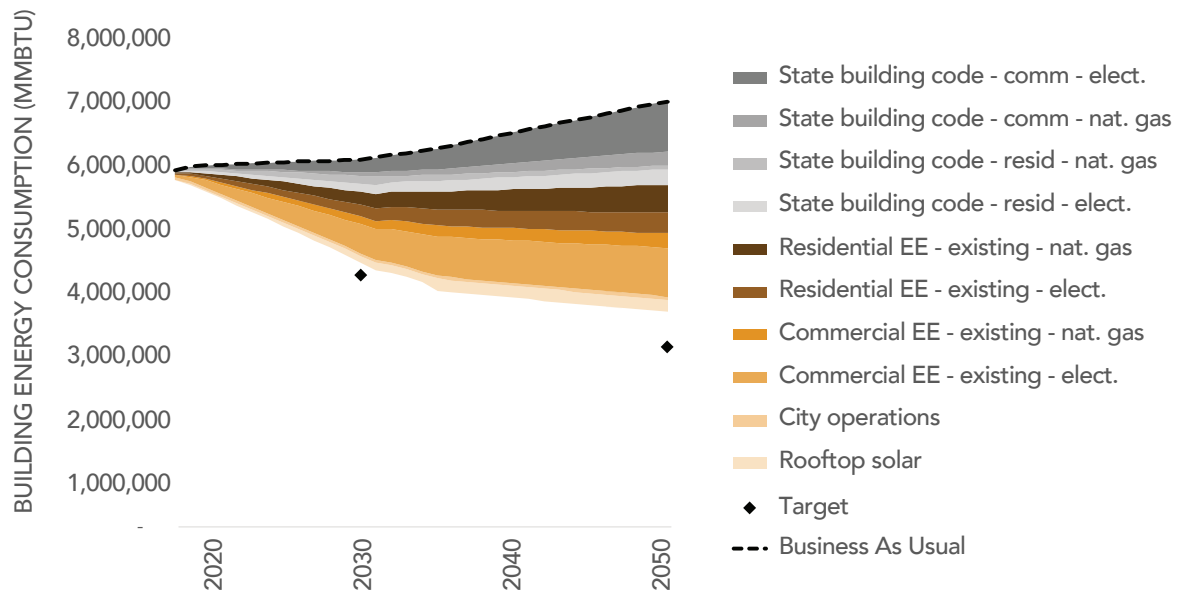 BUILDING ENERGY CONSUMPTION (MMBTU)
8,000,000
7,000,000
6,000,000
5,000,000
4,000,000
3,000,000
2,000,000
1,000,000
-
2020
2030
2040
2050
State building code - comm - elect.
State building code - comm - nat. gas
State building code - resid - nat. gas
State building code - resid - elect.
Residential EE - existing - nat. gas
Residential EE - existing - elect.
Commercial EE - existing - nat. gas
Commercial EE - existing - elect.
City operations
Rooftop solar
Target
Business As Usual